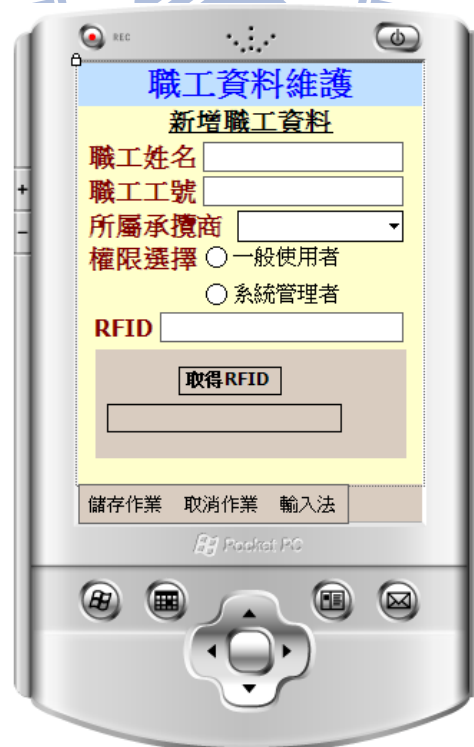 REC
職工資料維護
新增職工資料
職工姓名
職工工號
所屬承攬商
權限選擇 一般使用者
系統管理者
RFID
取得RFID
儲存作業 取消作業 輸入法
Pocket PC
+
-